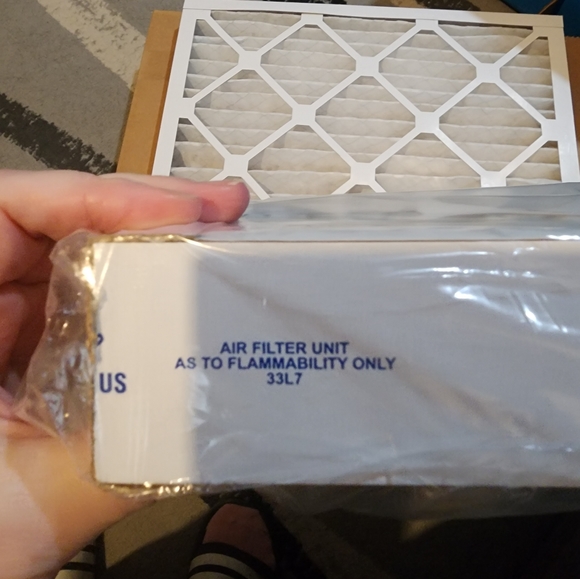 US
AIR FILTER UNIT
AS TO FLAMMABILITY ONLY
33L7